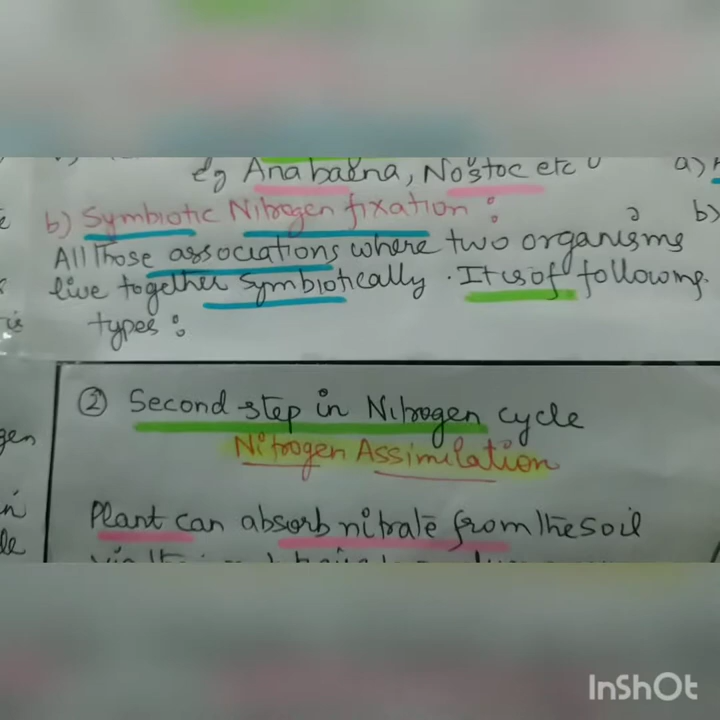 eg Anabaena, Nostoc etc
a)
b) Symbiotic Nitrogen fixation :
b)
All those associations where two organisms
live together symbiotically. It is of following
types :
② Second step in Nitrogen cycle
Nitrogen Assimilation
Plant can absorb nitrate from the soil
InShOt